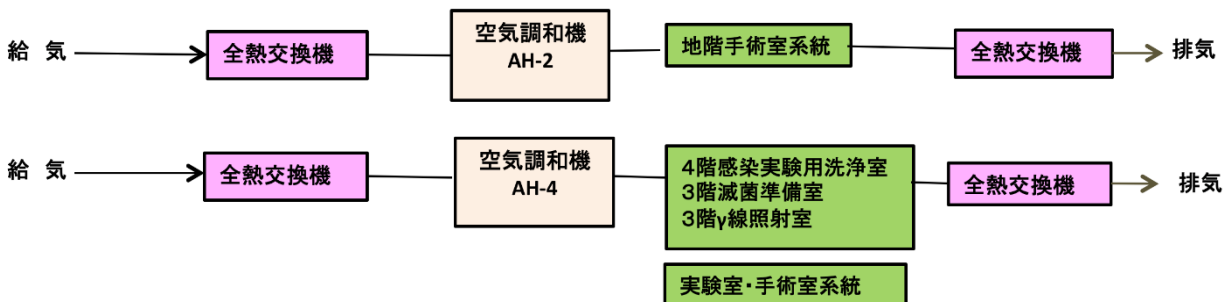 給 気
全熱交換機
空気調和機
AH-2
地階手術室系統
全熱交換機
排気
給 気
全熱交換機
空気調和機
AH-4
4階感染実験用洗浄室
3階滅菌準備室
3階γ線照射室
全熱交換機
排気
実験室・手術室系統